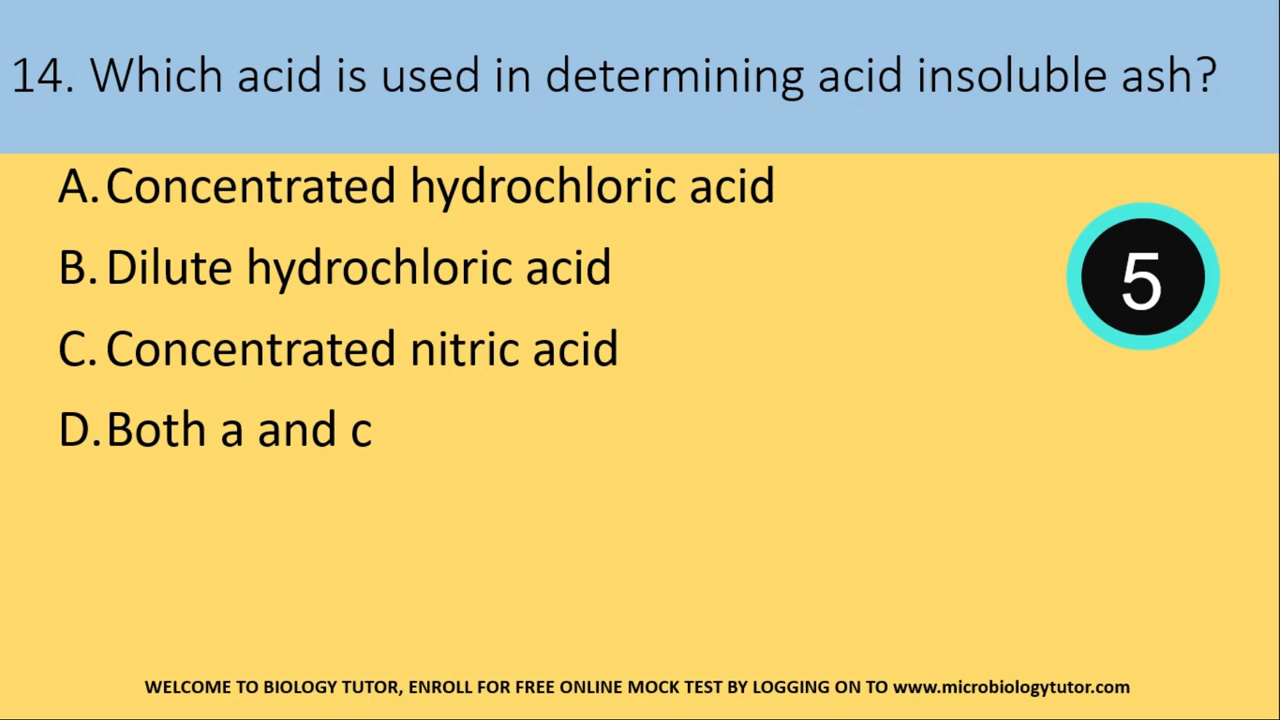 14. Which acid is used in determining acid insoluble ash?
A. Concentrated hydrochloric acid
B. Dilute hydrochloric acid
C. Concentrated nitric acid
D. Both a and c
5
WELCOME TO BIOLOGY TUTOR, ENROLL FOR FREE ONLINE MOCK TEST BY LOGGING ON TO www.microbiologytutor.com